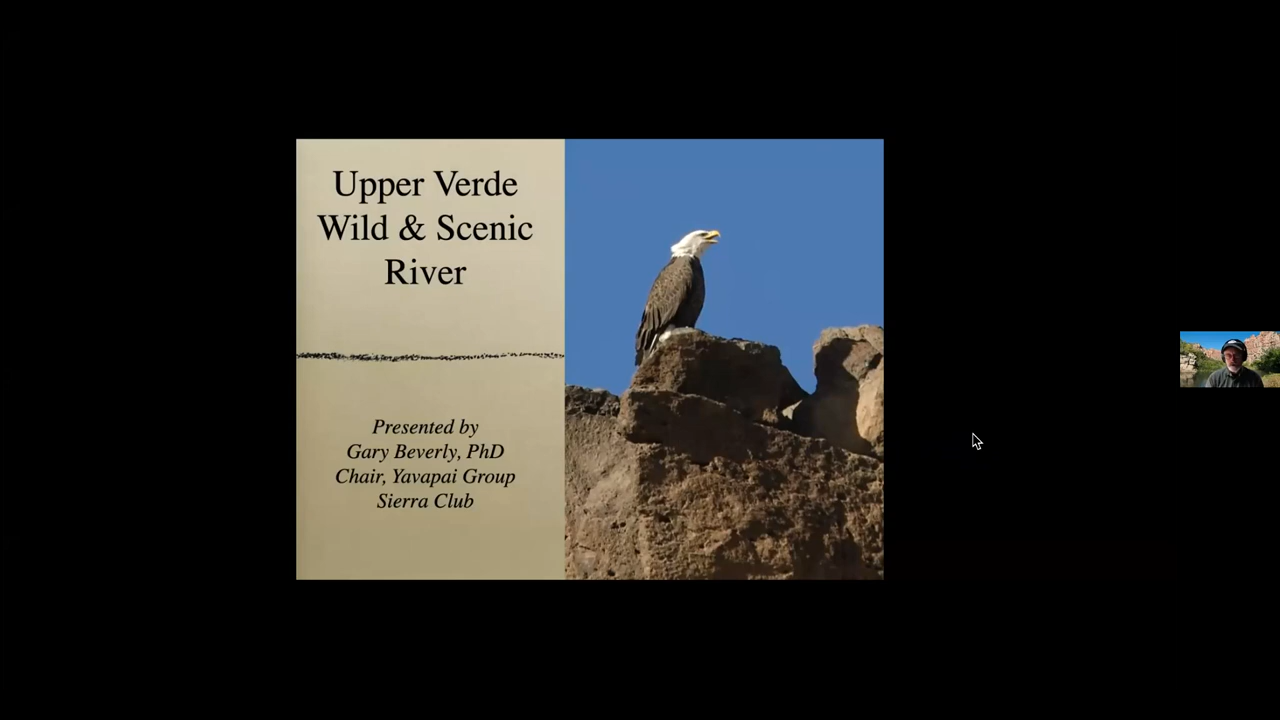 Upper Verde
Wild & Scenic
River
Presented by
Gary Beverly, PhD
Chair, Yavapai Group
Sierra Club